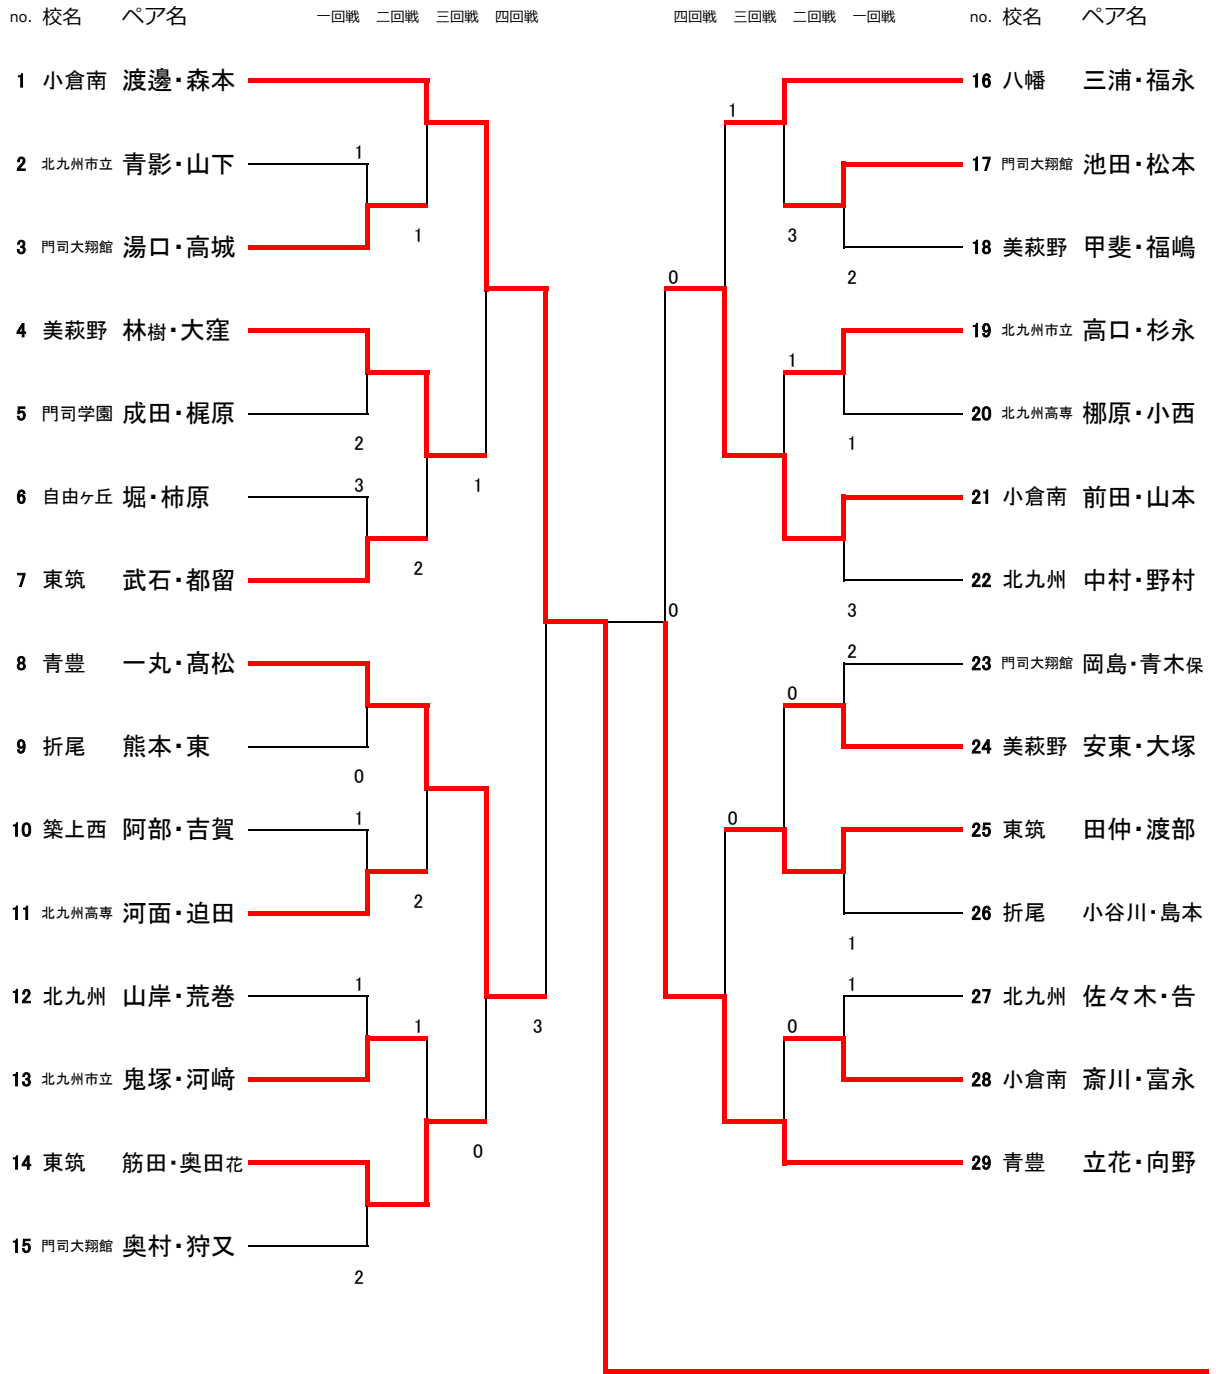 no. 校名 ペア名 一回戦 二回戦 三回戦 四回戦 四回戦 三回戦 二回戦 一回戦 no. 校名 ペア名
1 小倉南 渡邊・森本 16 八幡 三浦・福永
1
2 北九州市立 青影・山下 1 17 門司大翔館 池田・松本
3 門司大翔館 湯口・高城 1 3 18 美萩野 甲斐・福嶋
0 2
4 美萩野 林樹・大窪 19 北九州市立 高口・杉永
1
5 門司学園 成田・梶原 20 北九州高専 梛原・小西
2 1
6 自由ヶ丘 堀・柿原 3 1 21 小倉南 前田・山本
2
7 東筑 武石・都留 22 北九州 中村・野村
0 3
8 青豊 一丸・髙松 2 23 門司大翔館 岡島・青木保
0
9 折尾 熊本・東 24 美萩野 安東・大塚
0
10 築上西 阿部・吉賀 1 0 25 東筑 田仲・渡部
2
11 北九州高専 河面・迫田 26 折尾 小谷川・島本
1
12 北九州 山岸・荒巻 1 1 27 北九州 佐々木・告
1 3 0
13 北九州市立 鬼塚・河﨑 28 小倉南 斎川・富永
0
14 東筑 筋田・奥田花 29 青豊 立花・向野
15 門司大翔館 奥村・狩又
2